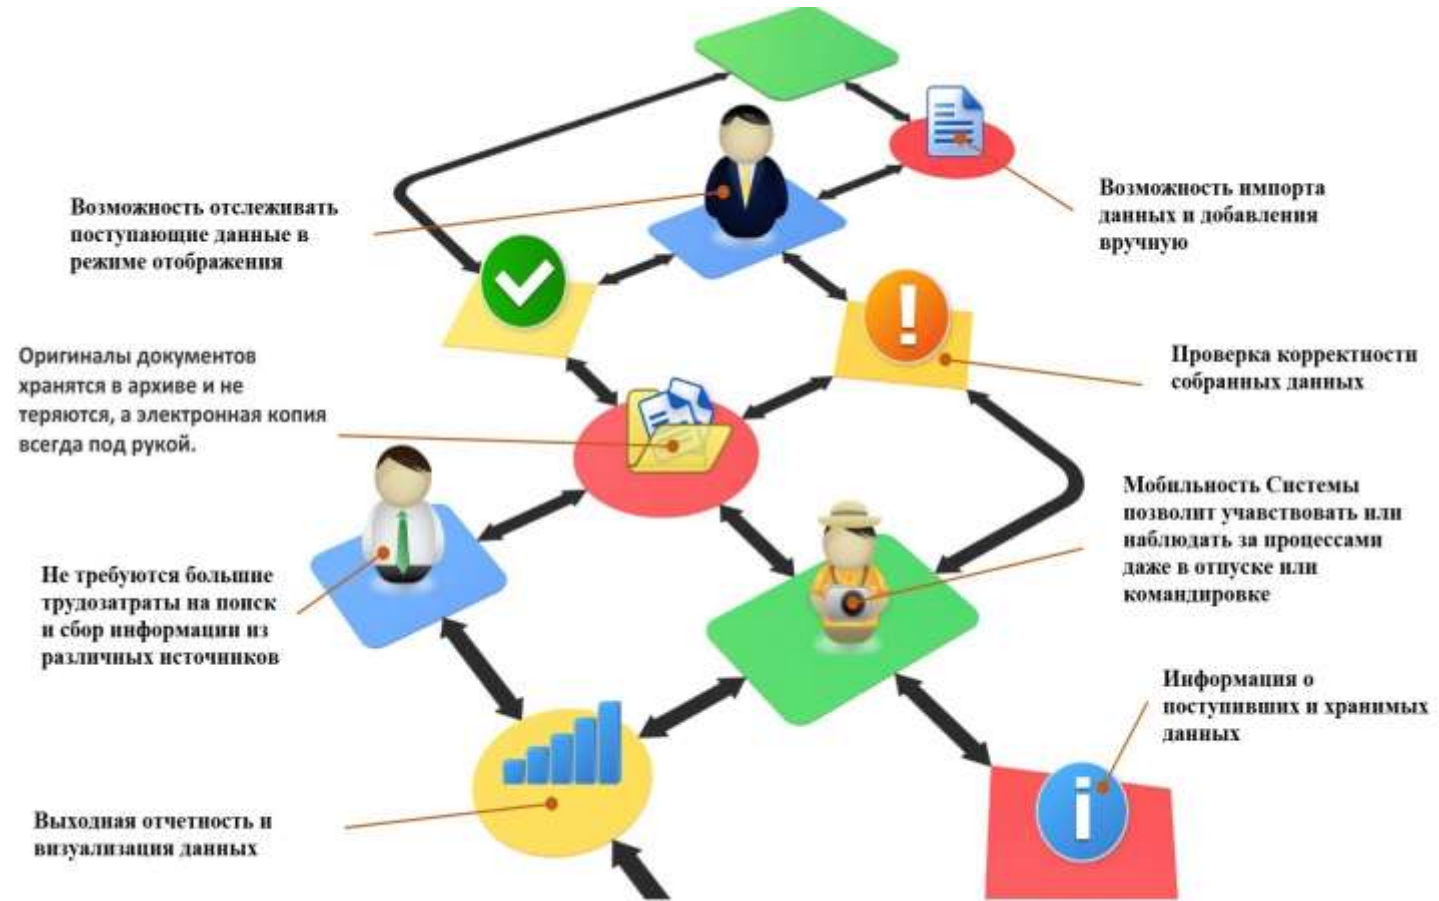 Возможность отслеживать
поступающие данные в
режиме отображения
Возможность импорта
данных и добавления
вручную
Оригиналы документов
хранятся в архиве и не
теряются, а электронная копия
всегда под рукой.
Проверка корректности
собранных данных
Не требуются большие
трудозатраты на поиск
и сбор информации из
различных источников
Мобильность Системы
позволит учавствовать или
наблюдать за процессами
даже в отпуске или
командировке
Информация о
поступивших и хранимых
данных
Выходная отчетность и
визуализация данных